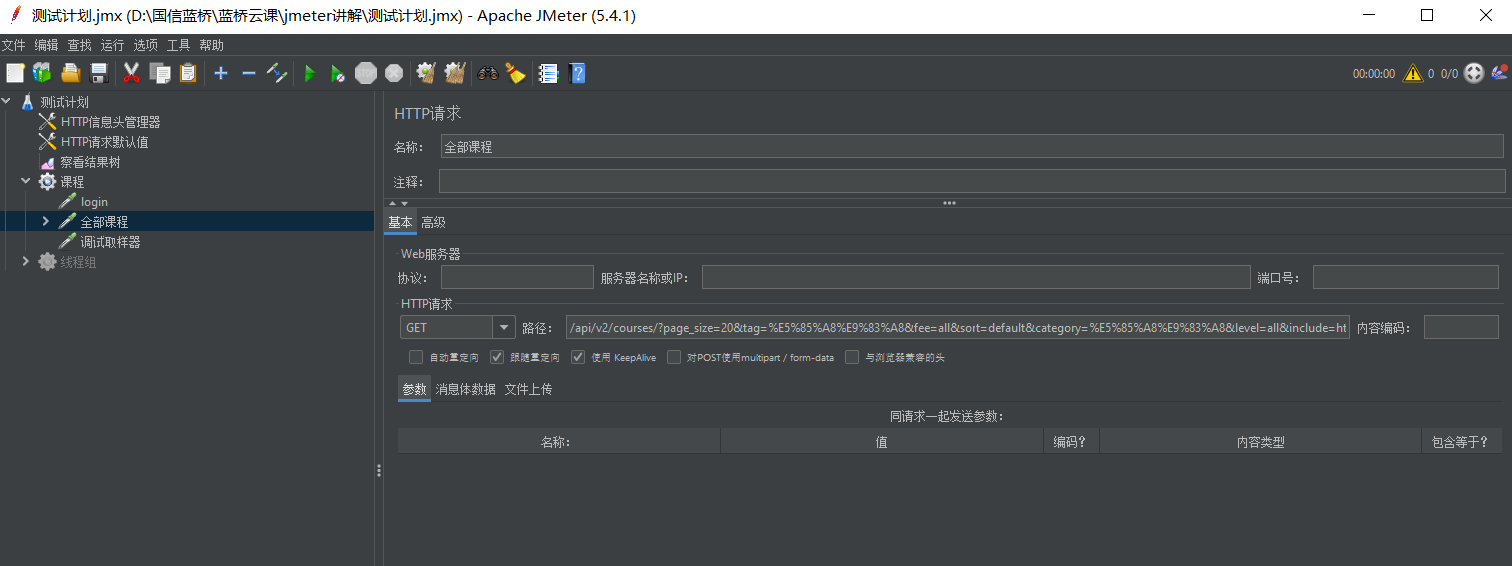 测试计划.jmx (D:\国信蓝桥\蓝桥云课\jmeter讲解\测试计划.jmx) - Apache JMeter (5.4.1)
文件 编辑 查找 运行 选项 工具 帮助
00:00:00 0 0/0
测试计划
HTTP信息头管理器
HTTP请求默认值
察看结果树
课程
login
全部课程
调试取样器
线程组
HTTP请求
名称： 全部课程
注释：
基本 高级
Web服务器
协议： 服务器名称或IP： 端口号：
HTTP请求
GET 路径： /api/v2/courses/?page_size=20&tag=%E5%85%A8%E9%83%A8&fee=all&sort=default&category=%E5%85%A8%E9%83%A8&level=all&include=ht 内容编码：
自动重定向 跟随重定向 使用 KeepAlive 对POST使用multipart / form-data 与浏览器兼容的头
参数 消息体数据 文件上传
同请求一起发送参数：
名称： 值 编码？ 内容类型 包含等于？